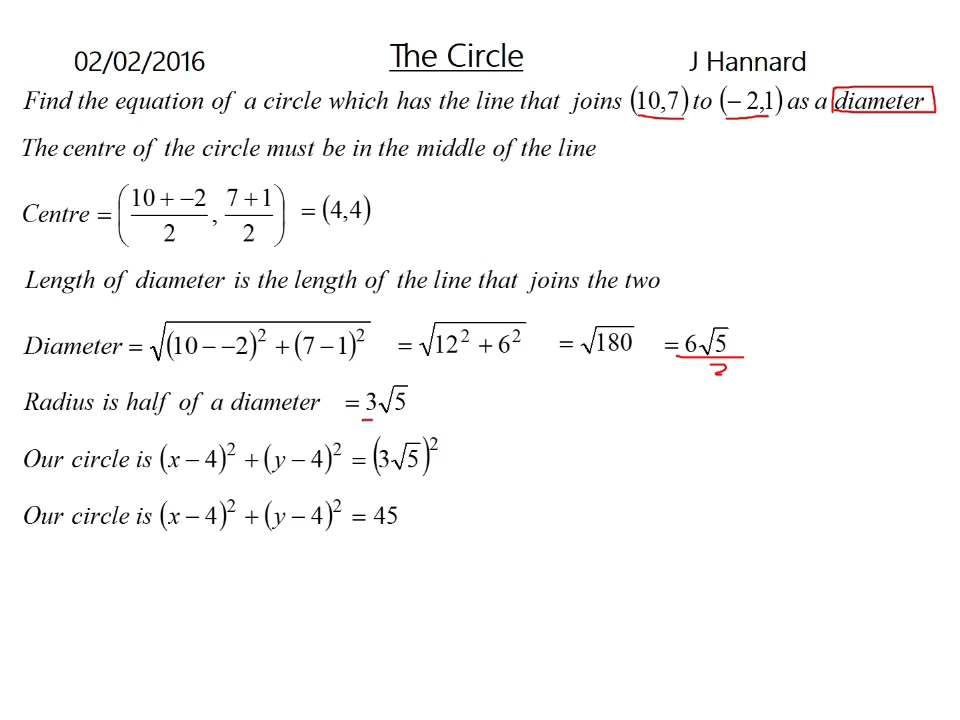 02/02/2016 The Circle J Hannard
Find the equation of a circle which has the line that joins (10,7) to (−2,1) as a diameter
The centre of the circle must be in the middle of the line
Centre = ((10 + −2)/2, (7 + 1)/2) = (4,4)
Length of diameter is the length of the line that joins the two
Diameter = √((10 − −2)² + (7 − 1)²) = √(12² + 6²) = √180 = 6√5
2
Radius is half of a diameter = 3√5
Our circle is (x − 4)² + (y − 4)² = (3√5)²
Our circle is (x − 4)² + (y − 4)² = 45